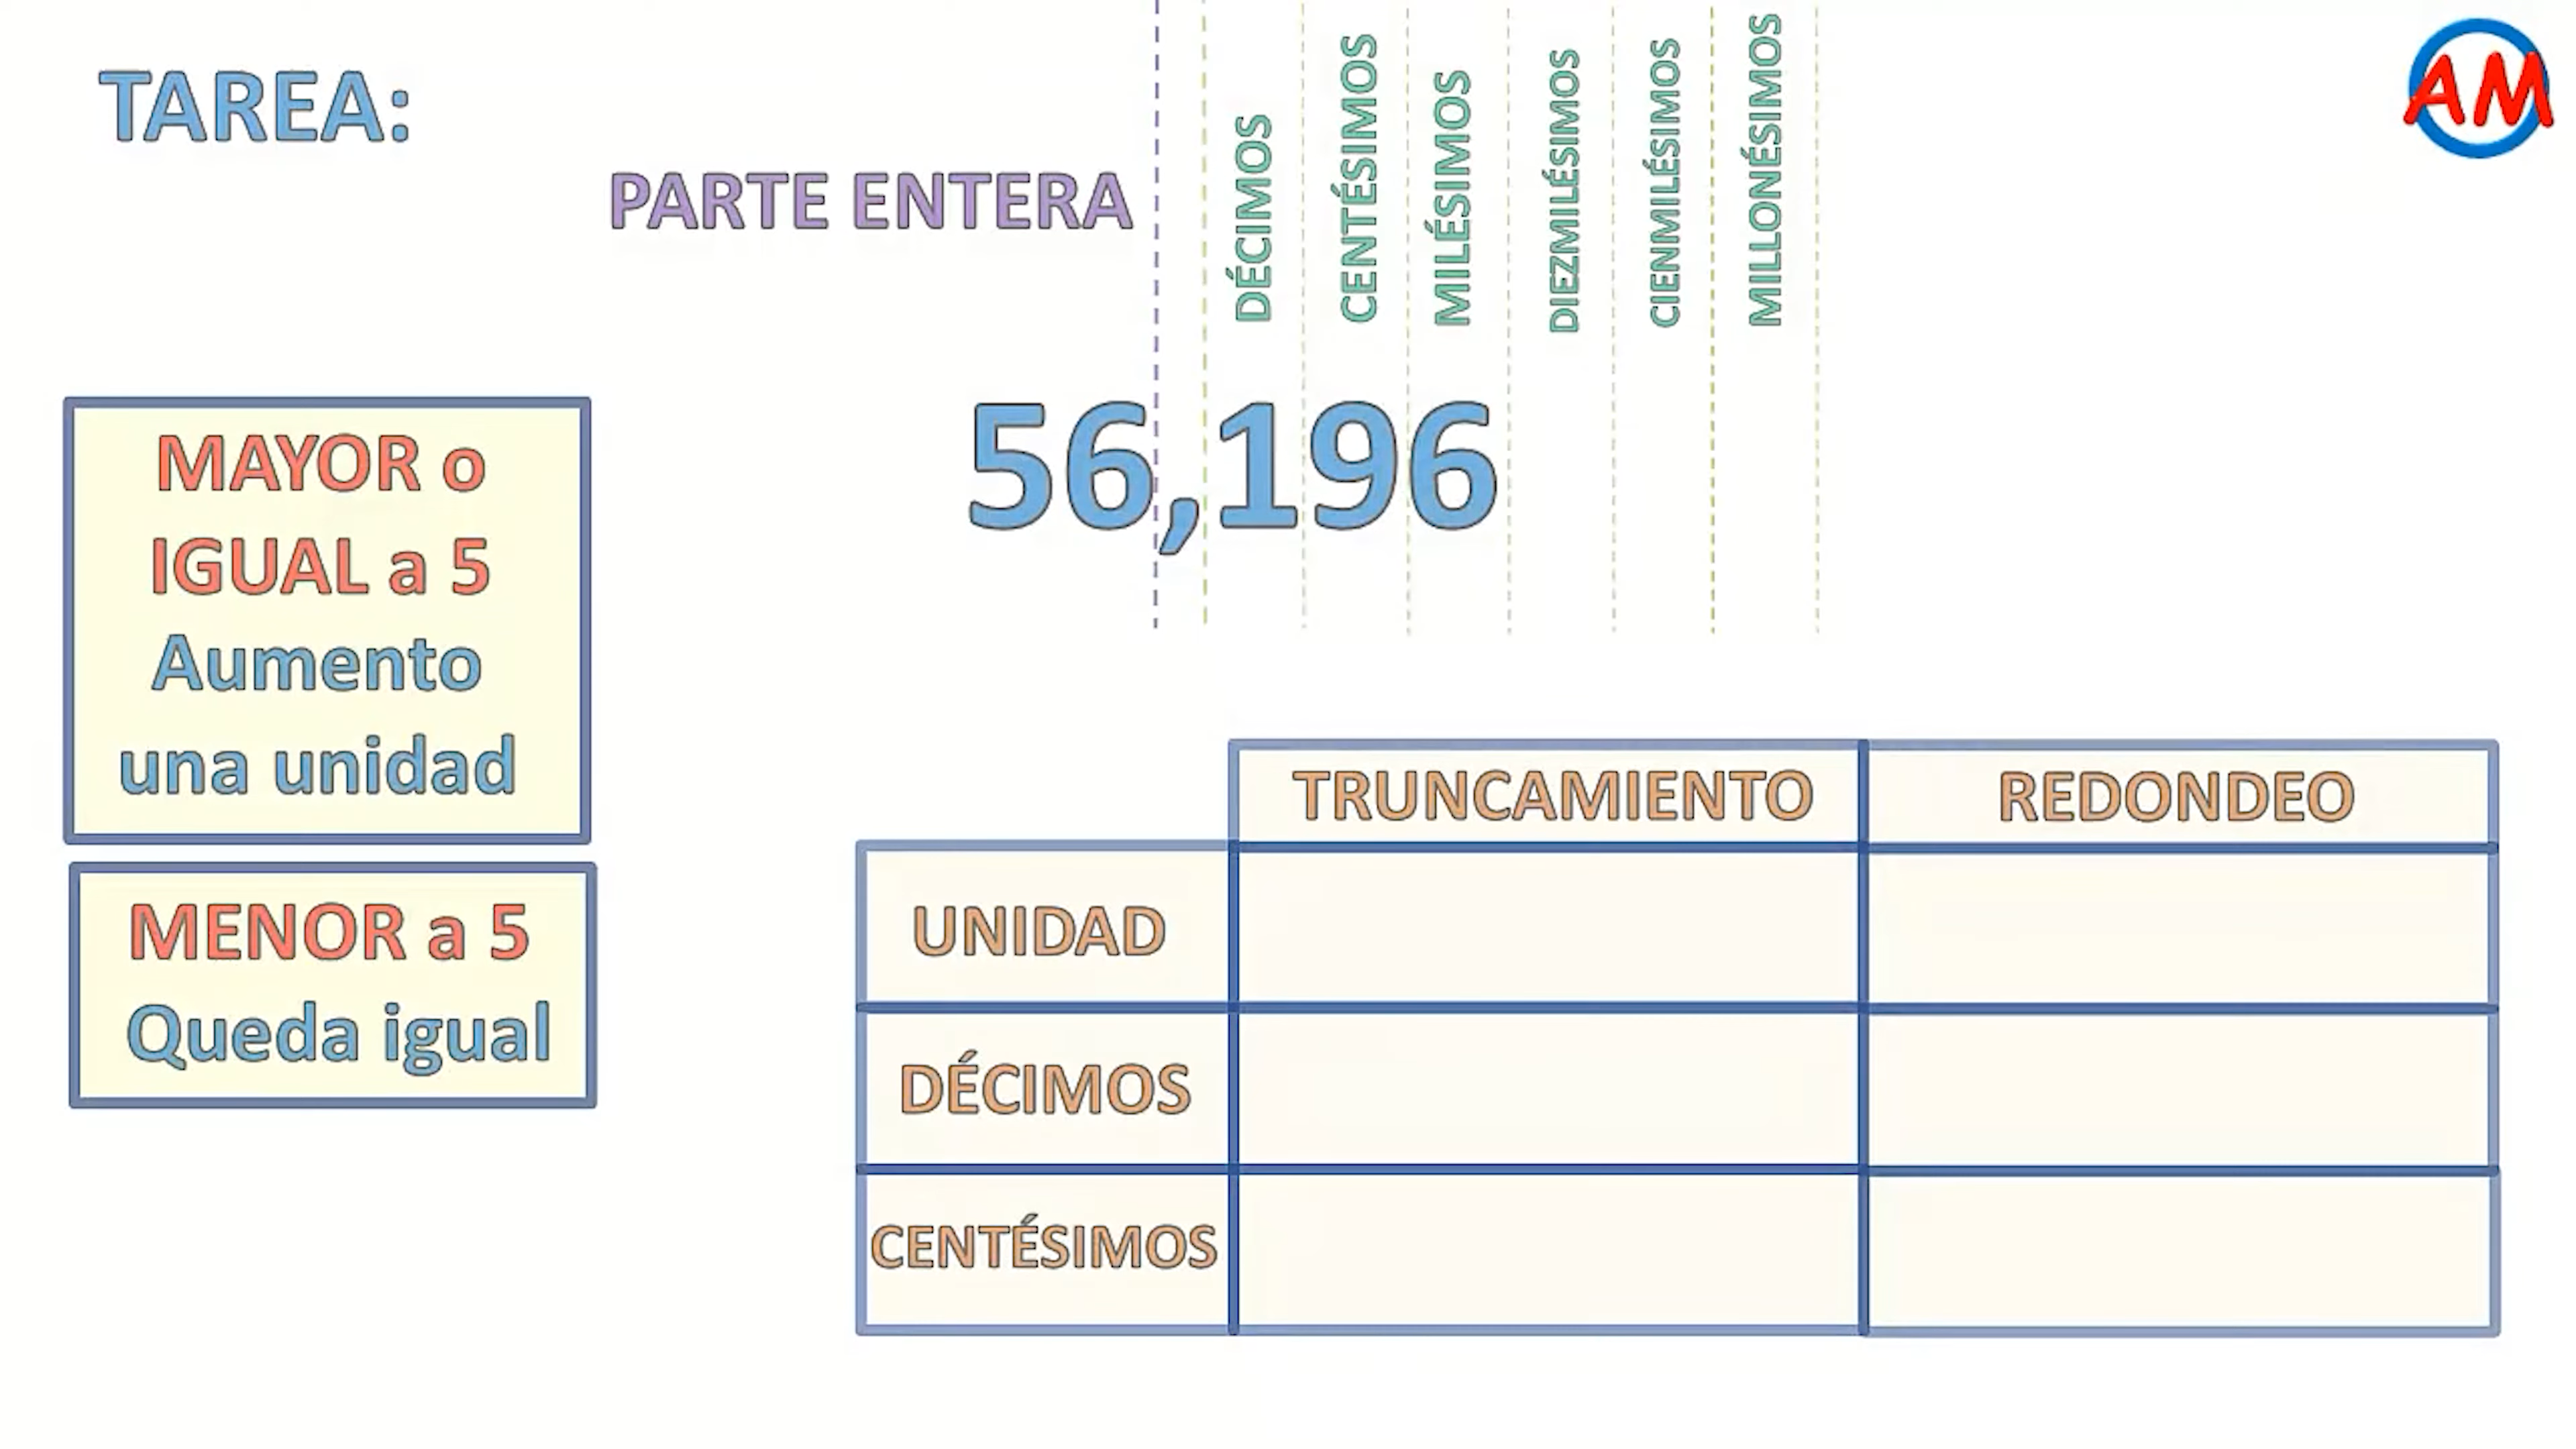 TAREA:
PARTE ENTERA
DÉCIMOS
CENTÉSIMOS
MILÉSIMOS
DIEZMILÉSIMOS
CIENMILÉSIMOS
MILLONÉSIMOS
AM
56,196
MAYOR o
IGUAL a 5
Aumento
una unidad
MENOR a 5
Queda igual
TRUNCAMIENTO
REDONDEO
UNIDAD
DÉCIMOS
CENTÉSIMOS